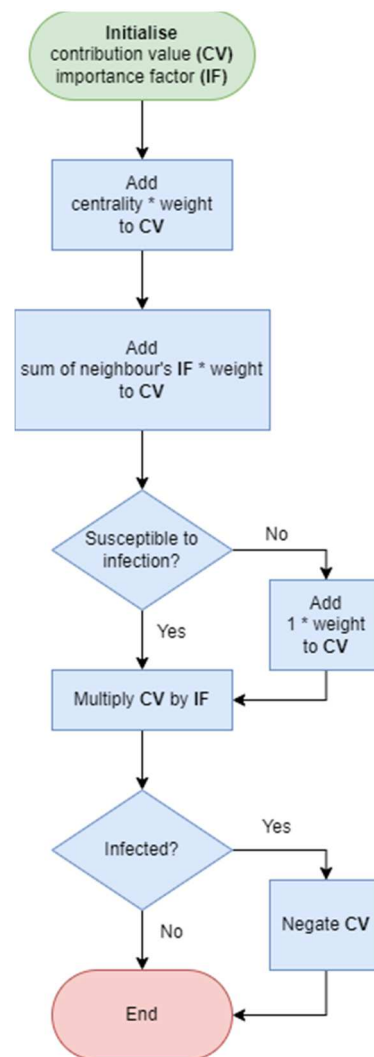 Initialise
contribution value (CV)
importance factor (IF)
Add
centrality * weight
to CV
Add
sum of neighbour's IF * weight
to CV
Susceptible to
infection?
No
Add
1 * weight
to CV
Yes
Multiply CV by IF
Infected?
Yes
Negate CV
No
End